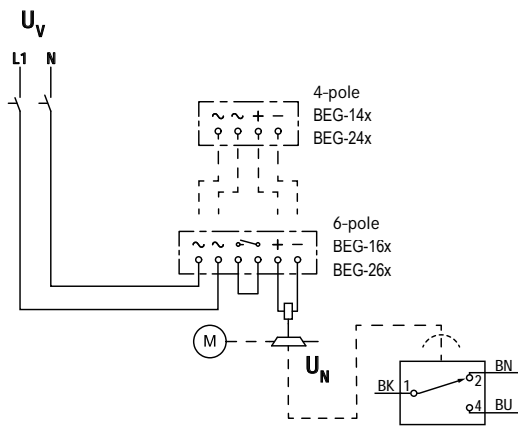 UV
L1 N
4-pole
BEG-14x
BEG-24x
∼ ∼ + −
6-pole
BEG-16x
BEG-26x
∼ ∼ + −
M
UN
BK 1
2 BN
4 BU